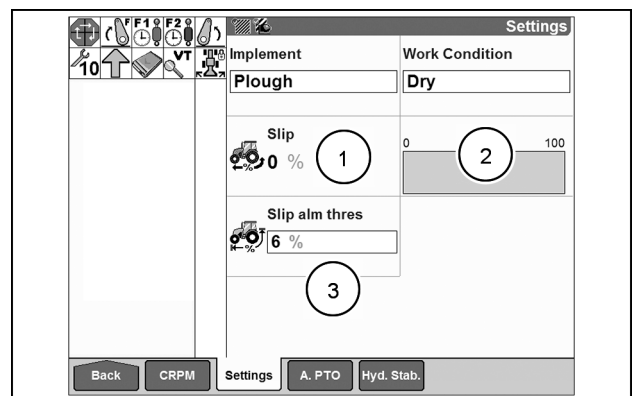 F F1 F2
Settings
10 VT
Implement
Work Condition
Plough
Dry
Slip
0 %
1
0 100
2
%
Slip alm thres
6 %
%
3
Back CRPM Settings A. PTO Hyd. Stab.